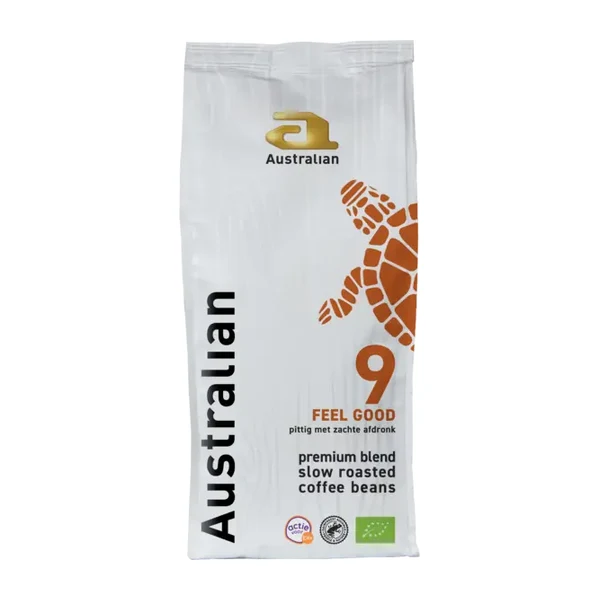 a
Australian
Australian
9
FEEL GOOD
pittig met zachte afdronk
premium blend
slow roasted
coffee beans
actie